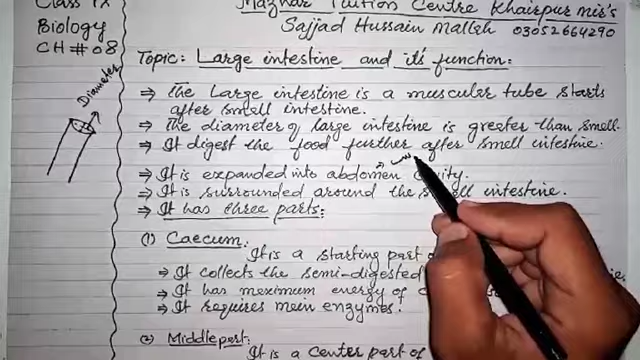 Class IX
Biology
CH # 08
Diameter
Mazhar Tuition Centre Khairpur mir's
Sajjad Hussain Mallah 03052664290
Topic: Large intestine and it's function:
⇒ The Large intestine is a muscular tube starts
after small intestine.
⇒ The diameter of large intestine is greater than small.
⇒ It digest the food further after small intestine.
⇒ It is expanded into abdomen cavity.
⇒ It is surrounded around the small intestine.
⇒ It has three parts:
(1) Caecum:
It is a starting part
⇒ It collects the semi-digested
⇒ It has maximum energy of
⇒ It requires mein enzymes.
(2) Middle part:
It is a center part of